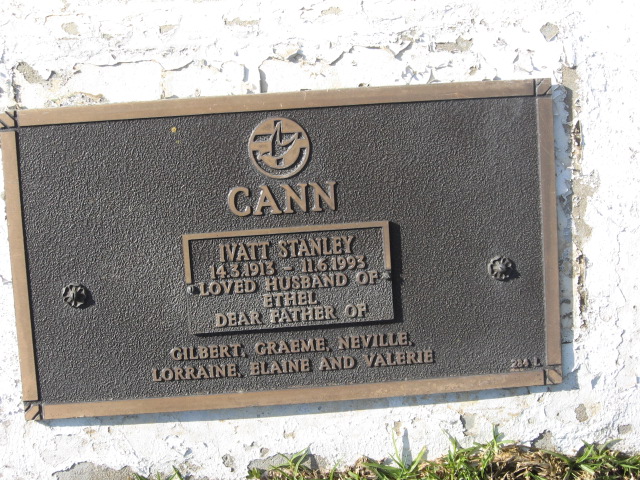 CANN
IVATT STANLEY
14.3.1913 - 11.6.1993
LOVED HUSBAND OF
ETHEL
DEAR FATHER OF
GILBERT, GRAEME, NEVILLE,
LORRAINE, ELAINE AND VALERIE